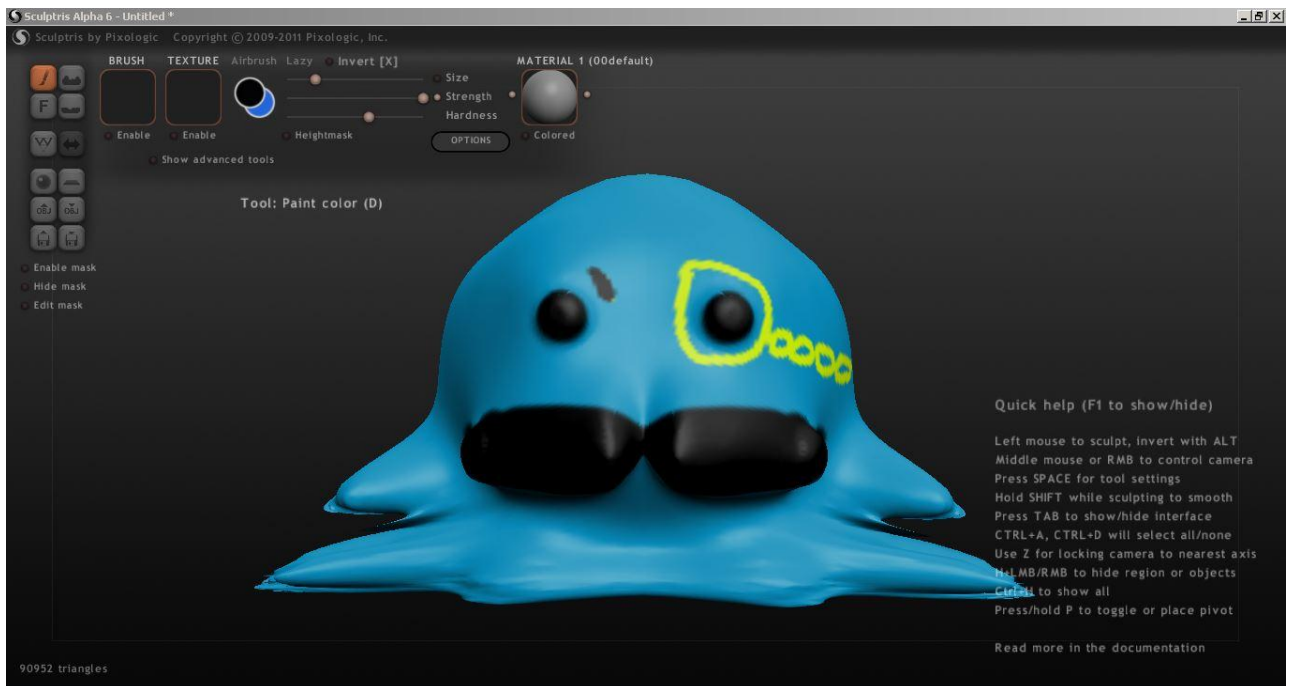 Sculptris Alpha 6 - Untitled *
Sculptris by Pixologic Copyright © 2009-2011 Pixologic, Inc.
BRUSH TEXTURE Airbrush Lazy Invert [X] MATERIAL 1 (00default)
Size
F Strength
Hardness
Enable Enable Heightmask OPTIONS Colored
W
Show advanced tools
Tool: Paint color (D)
OBJ OBJ
Enable mask
Hide mask
Edit mask
Quick help (F1 to show/hide)
Left mouse to sculpt, invert with ALT
Middle mouse or RMB to control camera
Press SPACE for tool settings
Hold SHIFT while sculpting to smooth
Press TAB to show/hide interface
CTRL+A, CTRL+D will select all/none
Use Z for locking camera to nearest axis
H+LMB/RMB to hide region or objects
Ctrl+H to show all
Press/hold P to toggle or place pivot
Read more in the documentation
90952 triangles